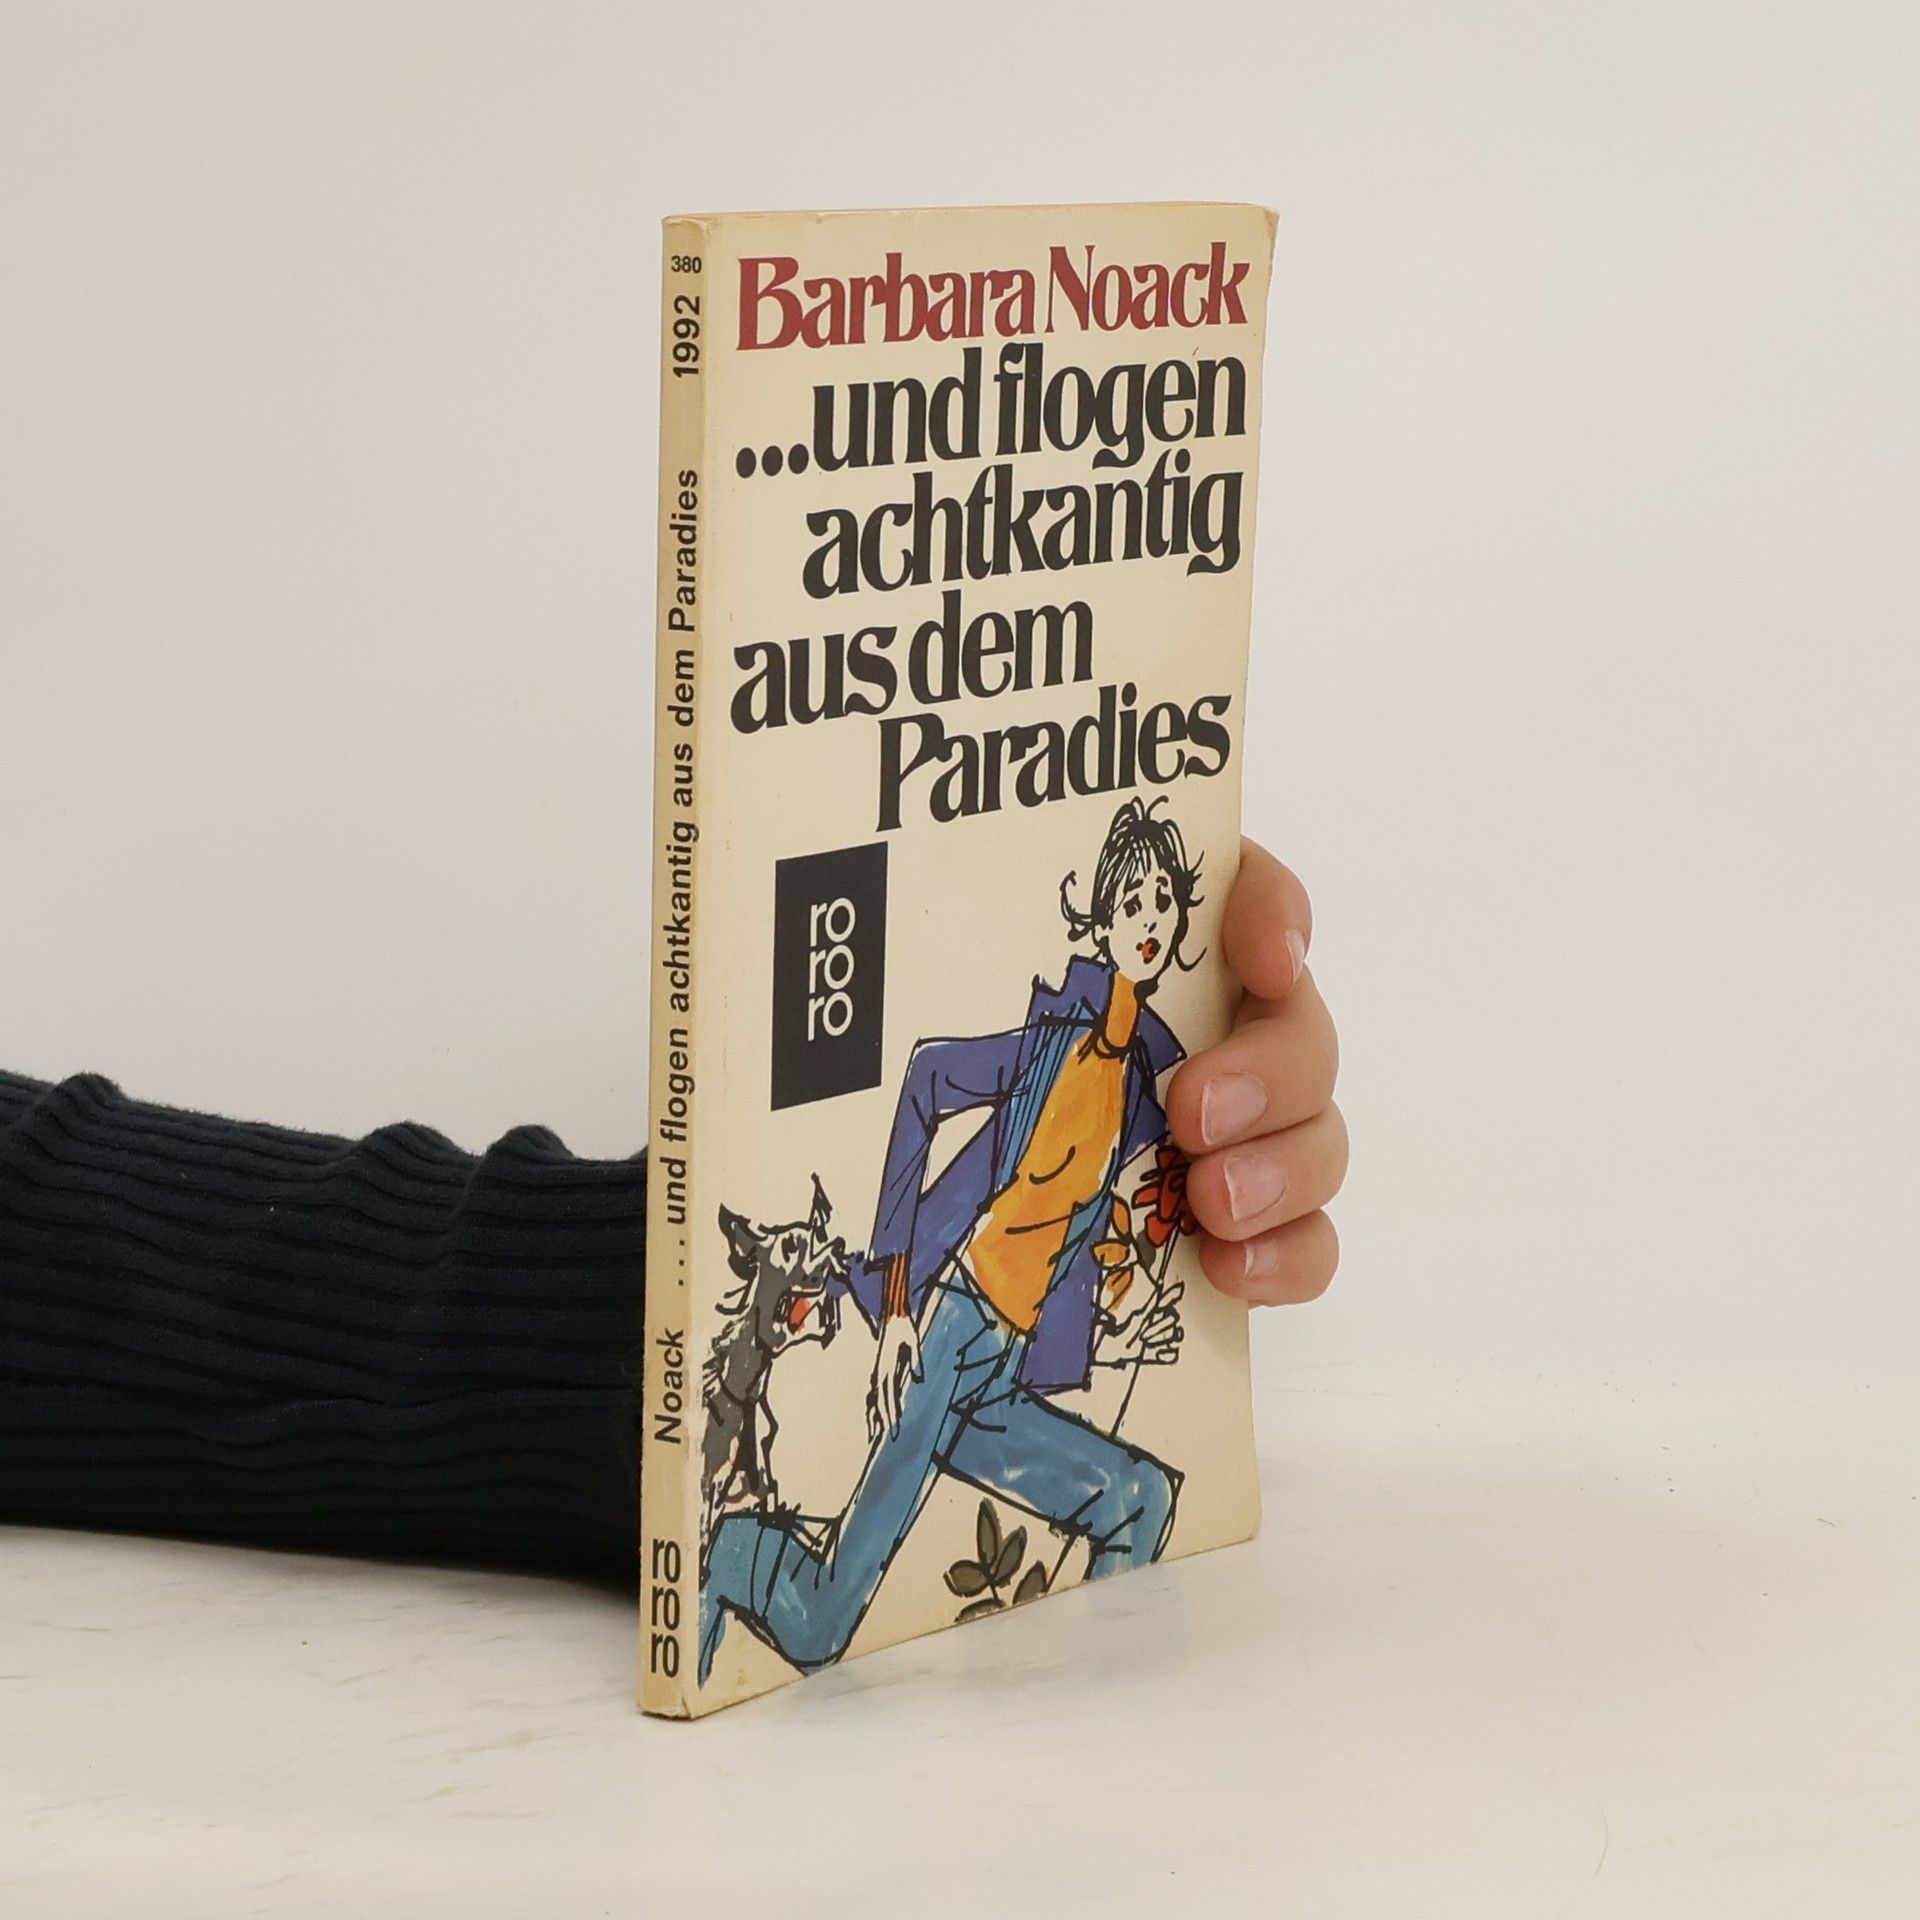 Barbara Noack
...und flogen
achtkantig
aus dem
Paradies
ro
ro
ro
380
Noack ...und flogen achtkantig aus dem Paradies 1992
ro
ro
ro